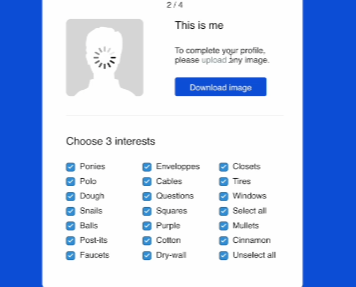 2 / 4
This is me
To complete your profile,
please upload any image.
Download image
Choose 3 interests
Ponies Enveloppes Closets
Polo Cables Tires
Dough Questions Windows
Snails Squares Select all
Balls Purple Mullets
Post-its Cotton Cinnamon
Faucets Dry-wall Unselect all